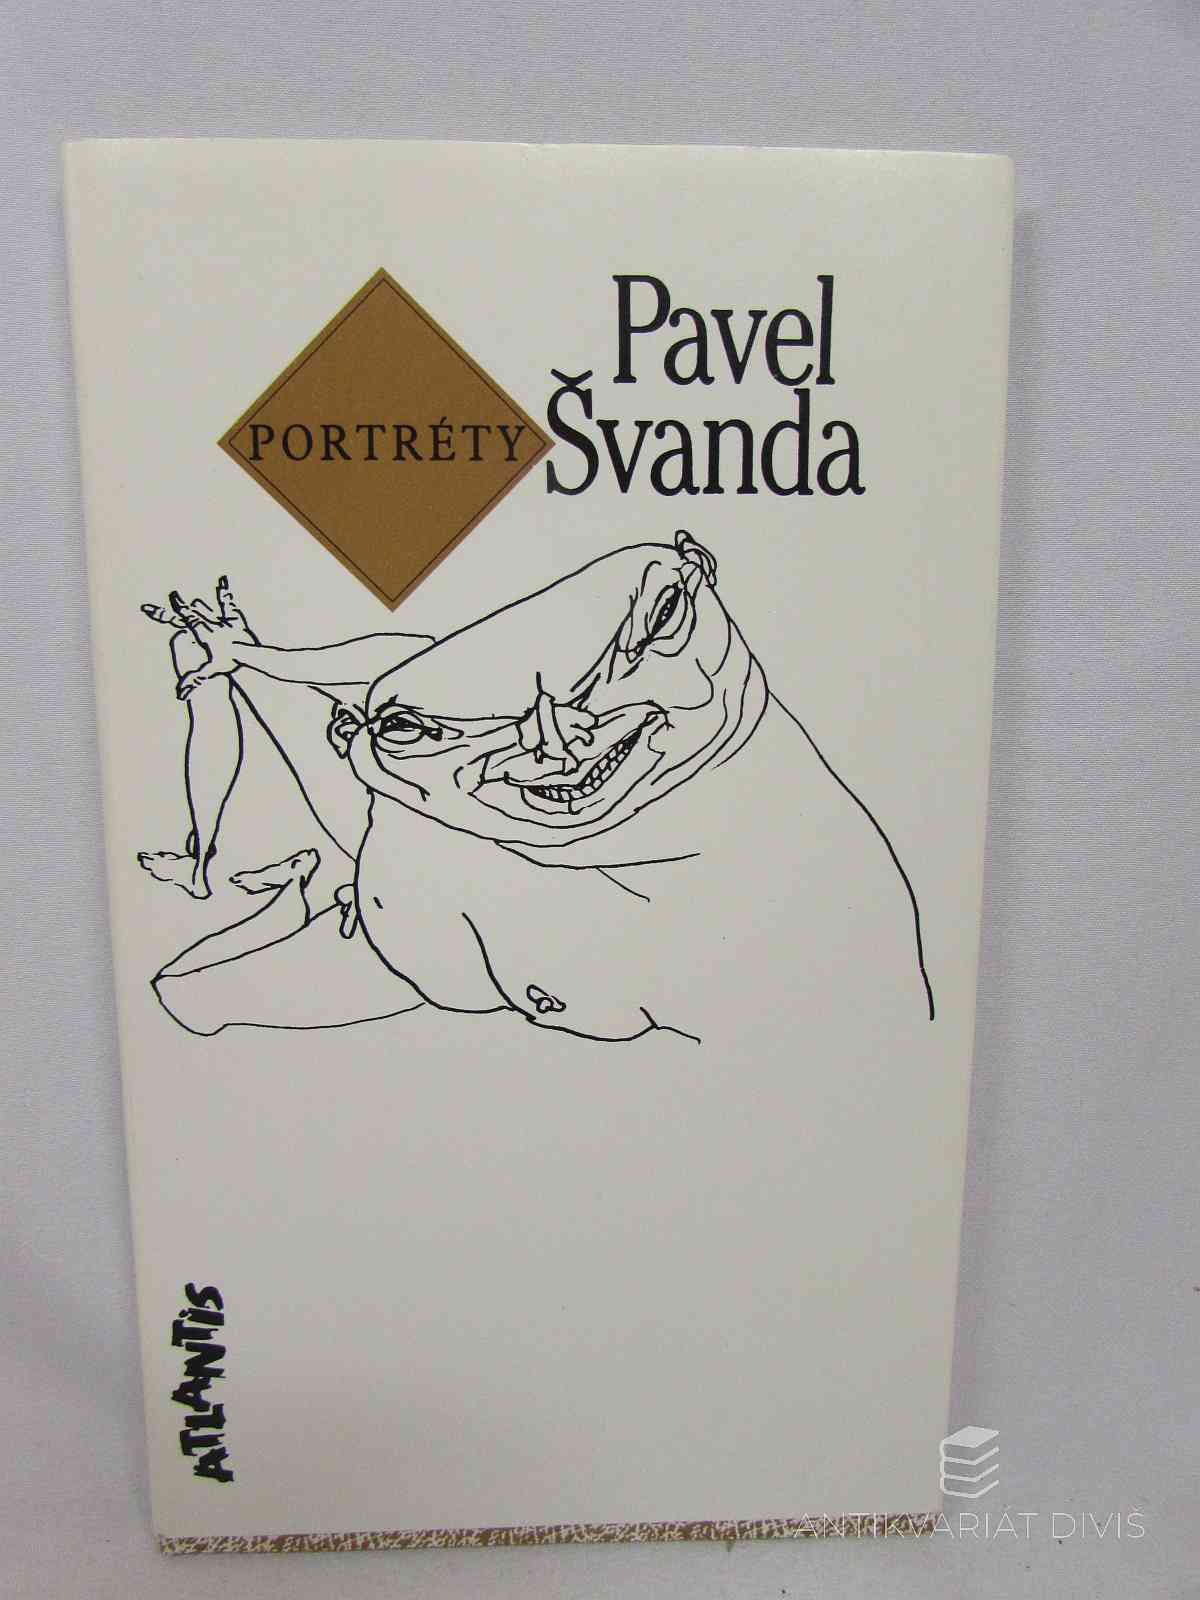 Pavel
PORTRÉTY
Švanda
ATLANTis
ANTIKVARIÁT DIVIŠ